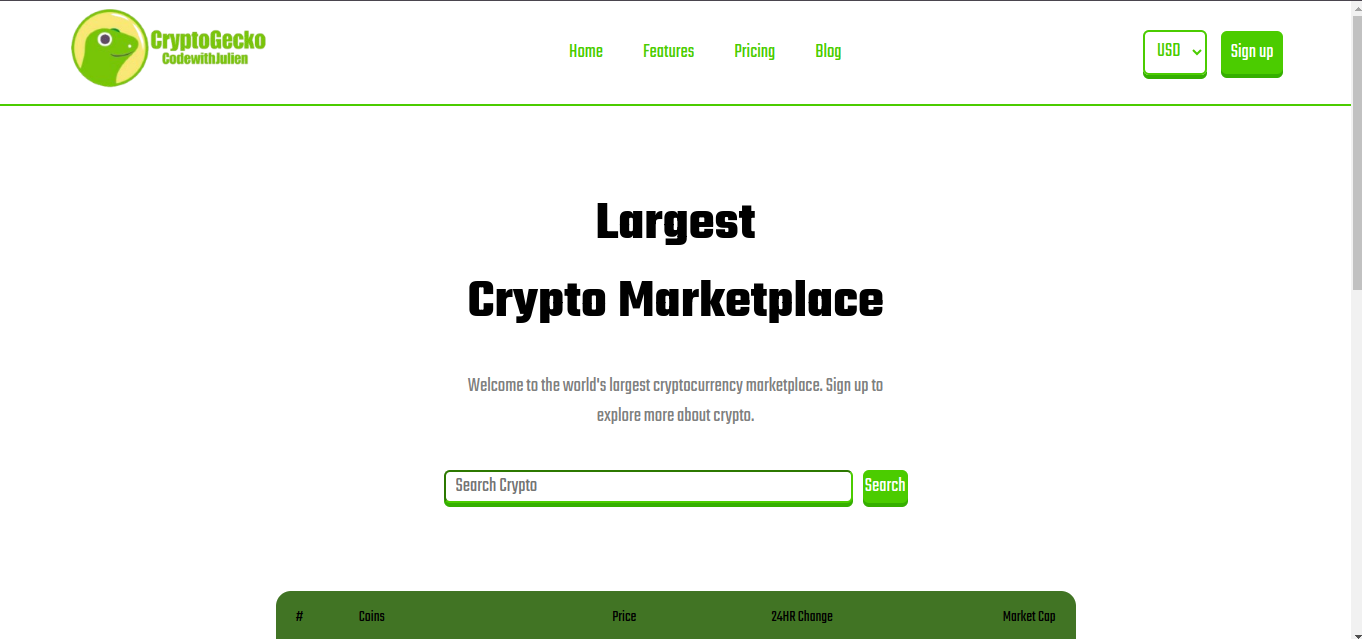 CryptoGecko
CodewithJulien
Home Features Pricing Blog
USD Sign up
Largest
Crypto Marketplace
Welcome to the world's largest cryptocurrency marketplace. Sign up to
explore more about crypto.
Search Crypto Search
# Coins Price 24HR Change Market Cap